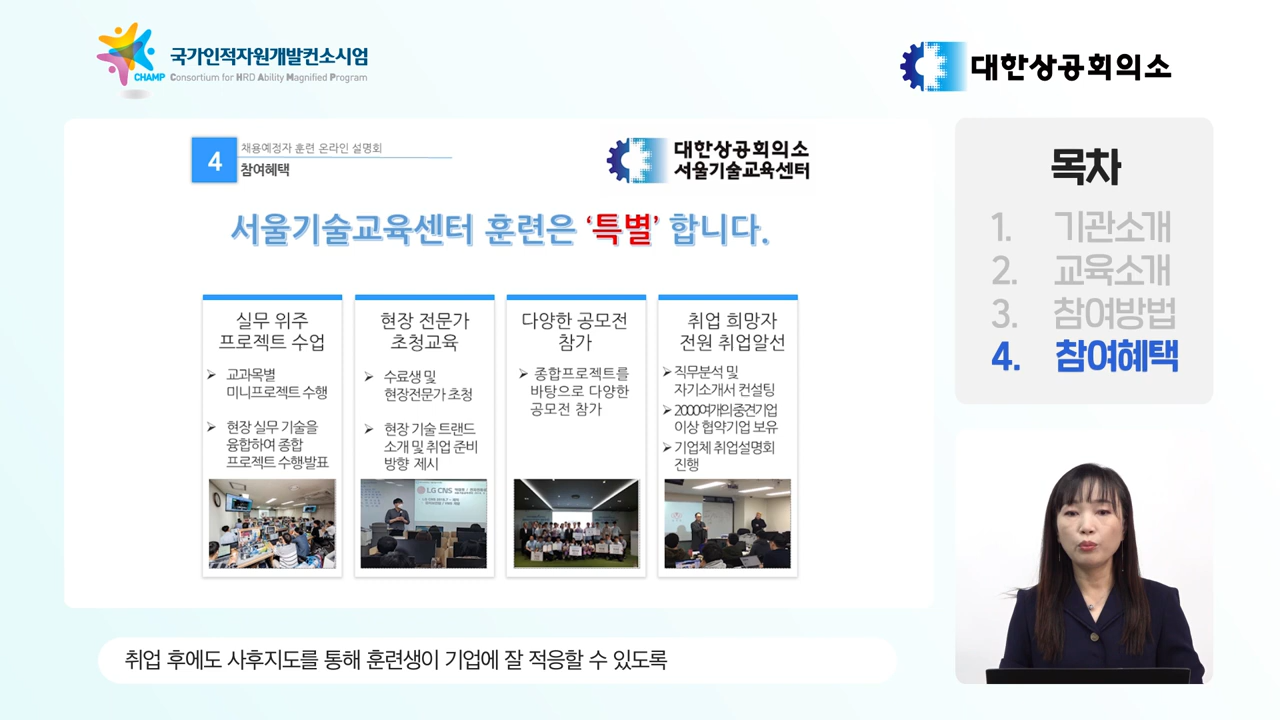 국가인적자원개발컨소시엄
CHAMP Consortium for HRD Ability Magnified Program
대한상공회의소
4
채용예정자 훈련 온라인 설명회
참여혜택
대한상공회의소
서울기술교육센터
서울기술교육센터 훈련은 ‘특별’ 합니다.
실무 위주
프로젝트 수업
➢ 교과목별
미니프로젝트 수행
➢ 현장 실무 기술을
융합하여 종합
프로젝트 수행발표
현장 전문가
초청교육
➢ 수료생 및
현장전문가 초청
➢ 현장 기술 트랜드
소개 및 취업 준비
방향 제시
LG CNS
다양한 공모전
참가
➢ 종합프로젝트를
바탕으로 다양한
공모전 참가
취업 희망자
전원 취업알선
➢ 직무분석 및
자기소개서 컨설팅
➢ 2000여개의 중견기업
이상 협약기업 보유
➢ 기업체 취업설명회
진행
목차
1. 기관소개
2. 교육소개
3. 참여방법
4. 참여혜택
취업 후에도 사후지도를 통해 훈련생이 기업에 잘 적응할 수 있도록